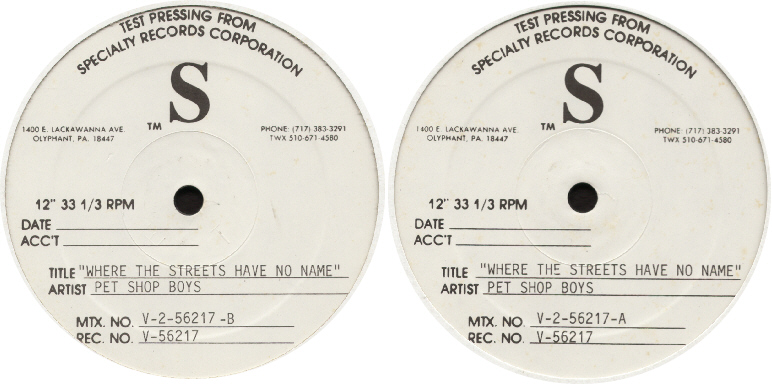 TEST PRESSING FROM
SPECIALTY RECORDS CORPORATION
S
TM
1400 E. LACKAWANNA AVE.
OLYPHANT, PA. 18447
PHONE: (717) 383-3291
TWX 510-671-4580
12" 33 1/3 RPM
DATE
ACC'T
TITLE "WHERE THE STREETS HAVE NO NAME"
ARTIST PET SHOP BOYS
MTX. NO. V-2-56217 -B
REC. NO. V-56217
TEST PRESSING FROM
SPECIALTY RECORDS CORPORATION
S
TM
1400 E. LACKAWANNA AVE.
OLYPHANT, PA. 18447
PHONE: (717) 383-3291
TWX 510-671-4580
12" 33 1/3 RPM
DATE
ACC'T
TITLE "WHERE THE STREETS HAVE NO NAME"
ARTIST PET SHOP BOYS
MTX. NO. V-2-56217-A
REC. NO. V-56217